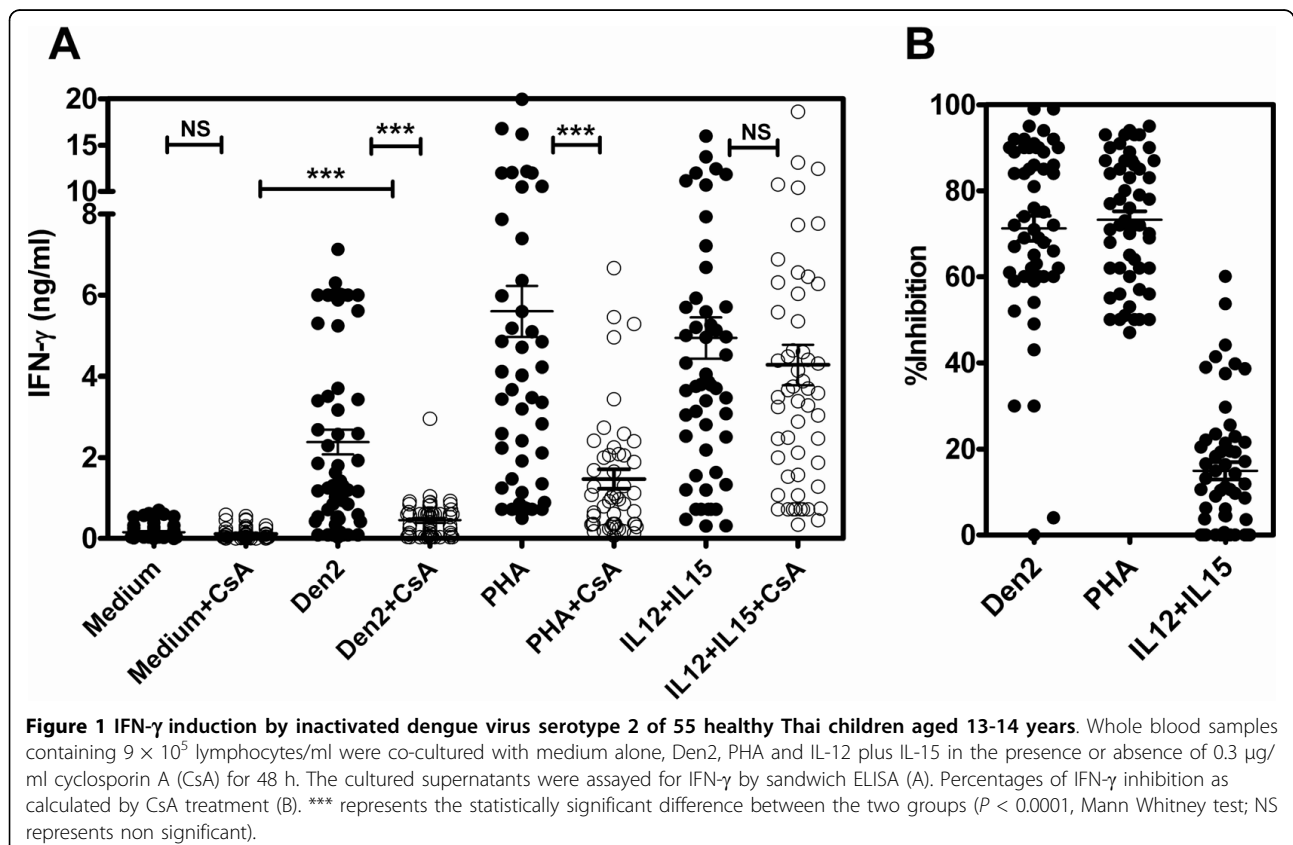 A
B
IFN-γ (ng/ml)
20
15
10
8
6
4
2
0
NS
***
***
***
NS
Medium
Medium+CsA
Den2
Den2+CsA
PHA
PHA+CsA
IL12+IL15
IL12+IL15+CsA
%Inhibition
100
80
60
40
20
0
Den2
PHA
IL12+IL15
Figure 1 IFN-γ induction by inactivated dengue virus serotype 2 of 55 healthy Thai children aged 13-14 years. Whole blood samples
containing 9 × 10⁵ lymphocytes/ml were co-cultured with medium alone, Den2, PHA and IL-12 plus IL-15 in the presence or absence of 0.3 μg/
ml cyclosporin A (CsA) for 48 h. The cultured supernatants were assayed for IFN-γ by sandwich ELISA (A). Percentages of IFN-γ inhibition as
calculated by CsA treatment (B). *** represents the statistically significant difference between the two groups (P < 0.0001, Mann Whitney test; NS
represents non significant).